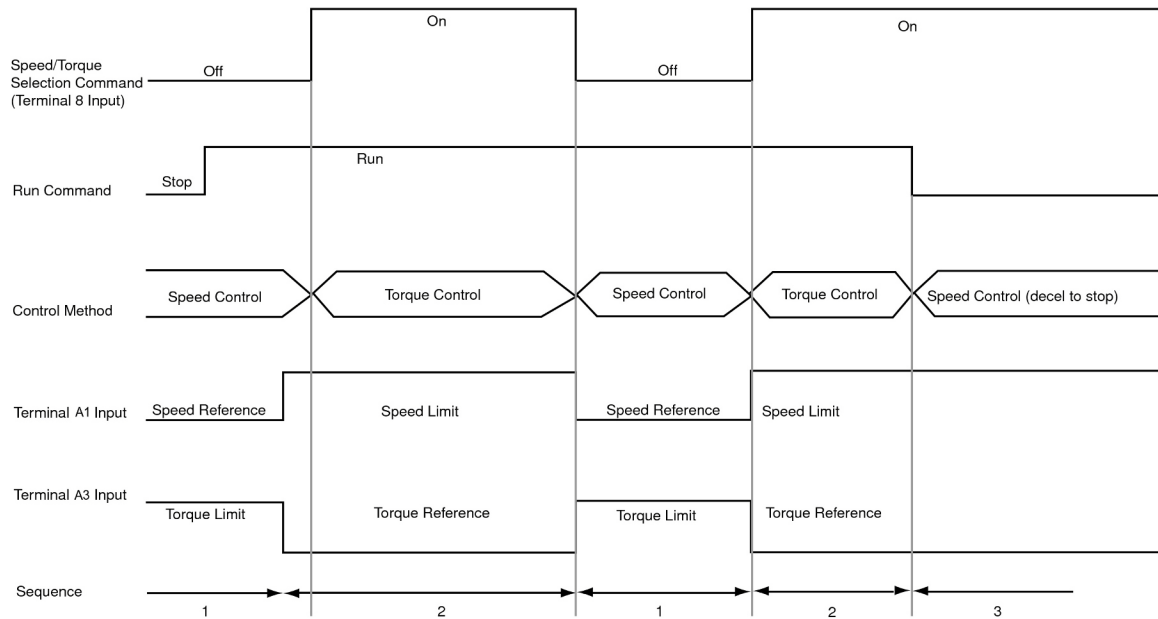 On
On
Speed/Torque
Selection Command
(Terminal 8 Input)
Off
Off
Run
Run Command
Stop
Control Method
Speed Control
Torque Control
Speed Control
Torque Control
Speed Control (decel to stop)
Terminal A1 Input
Speed Reference
Speed Limit
Speed Reference
Speed Limit
Terminal A3 Input
Torque Limit
Torque Reference
Torque Limit
Torque Reference
Sequence
1
2
1
2
3